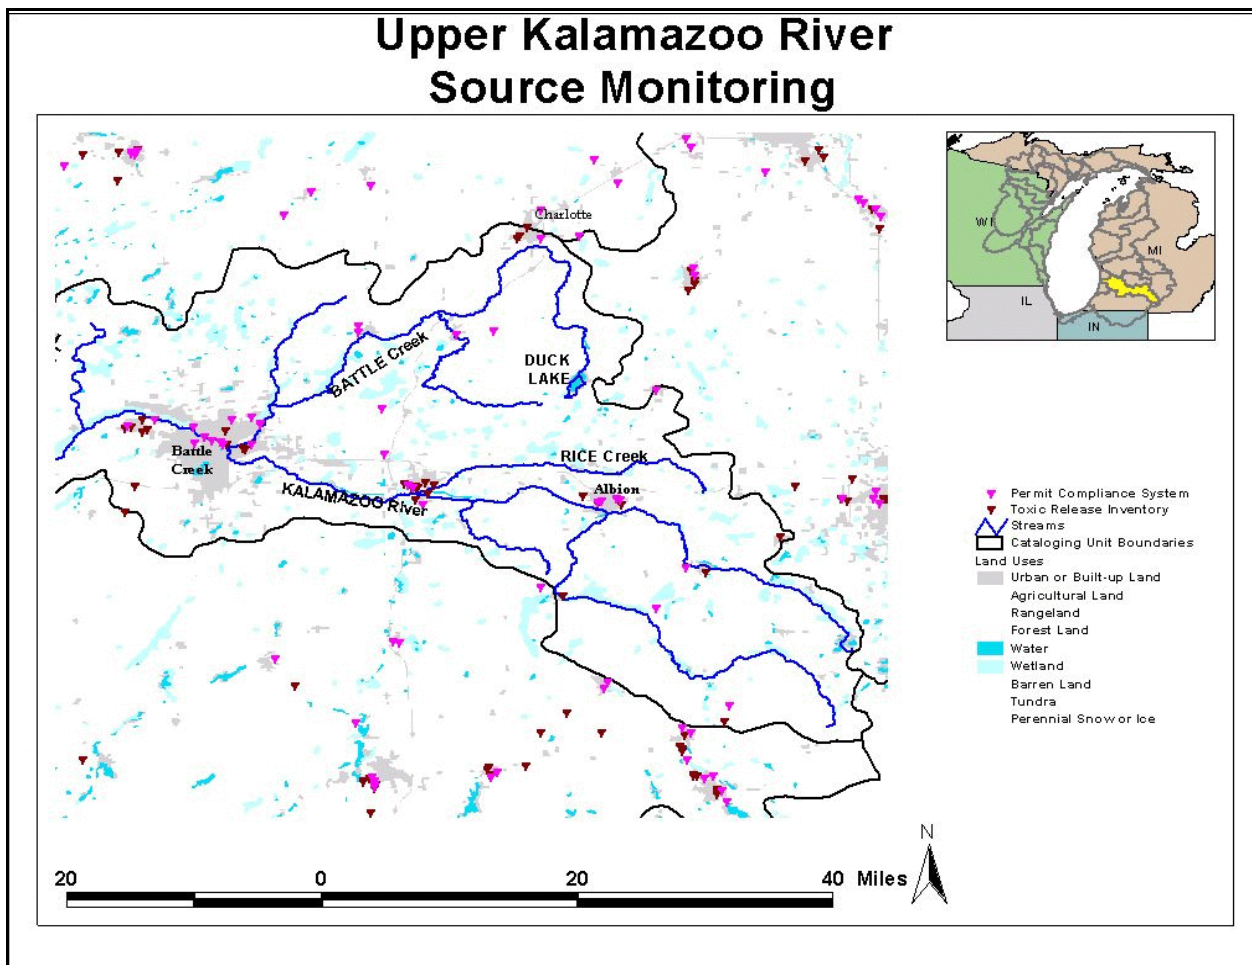 Upper Kalamazoo River
Source Monitoring
Charlotte
BATTLE Creek
DUCK
LAKE
Battle
Creek
KALAMAZOO River
RICE Creek
Albion
WI
MI
IL
IN
Permit Compliance System
Toxic Release Inventory
Streams
Cataloging Unit Boundaries
Land Uses
Urban or Built-up Land
Agricultural Land
Rangeland
Forest Land
Water
Wetland
Barren Land
Tundra
Perennial Snow or Ice
20 0 20 40 Miles
N